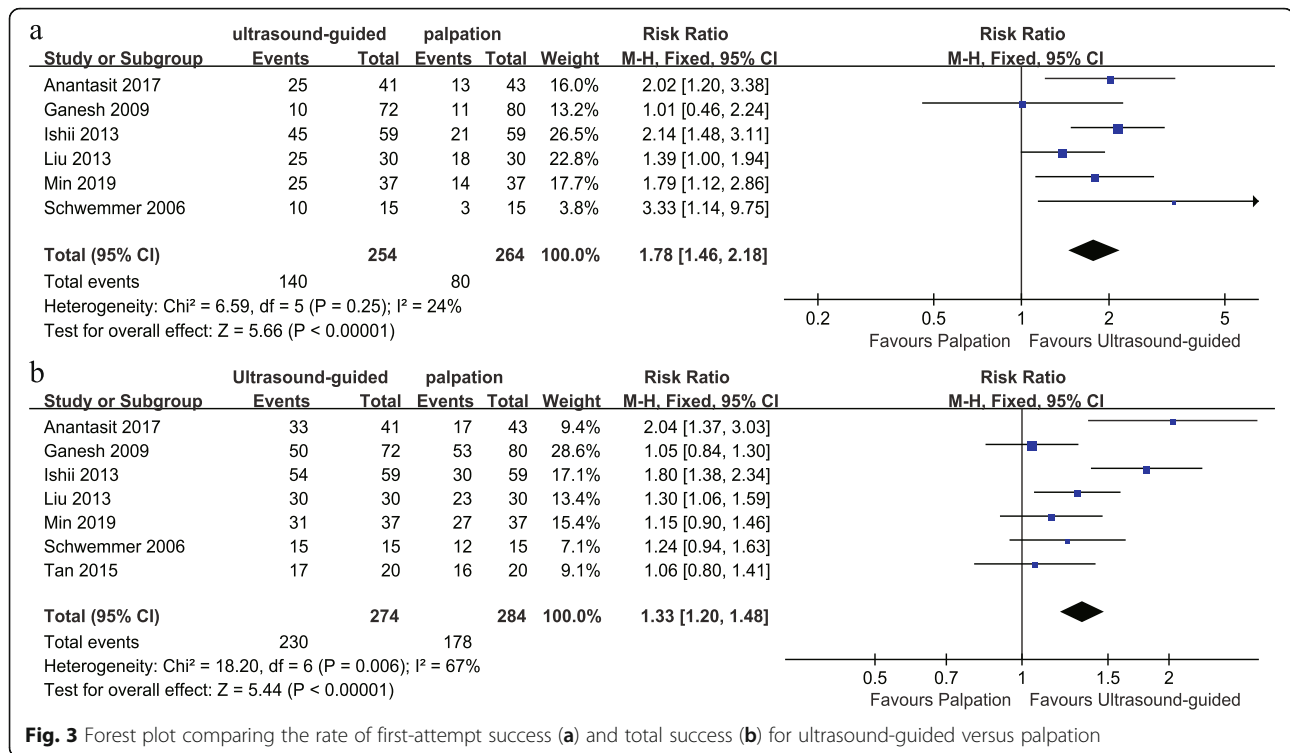 a
ultrasound-guided palpation Risk Ratio Risk Ratio
Study or Subgroup Events Total Events Total Weight M-H, Fixed, 95% CI M-H, Fixed, 95% CI
Anantasit 2017 25 41 13 43 16.0% 2.02 [1.20, 3.38]
Ganesh 2009 10 72 11 80 13.2% 1.01 [0.46, 2.24]
Ishii 2013 45 59 21 59 26.5% 2.14 [1.48, 3.11]
Liu 2013 25 30 18 30 22.8% 1.39 [1.00, 1.94]
Min 2019 25 37 14 37 17.7% 1.79 [1.12, 2.86]
Schwemmer 2006 10 15 3 15 3.8% 3.33 [1.14, 9.75]
Total (95% CI) 254 264 100.0% 1.78 [1.46, 2.18]
Total events 140 80
Heterogeneity: Chi² = 6.59, df = 5 (P = 0.25); I² = 24%
Test for overall effect: Z = 5.66 (P < 0.00001)
0.2 0.5 1 2 5
Favours Palpation Favours Ultrasound-guided
b
Ultrasound-guided palpation Risk Ratio Risk Ratio
Study or Subgroup Events Total Events Total Weight M-H, Fixed, 95% CI M-H, Fixed, 95% CI
Anantasit 2017 33 41 17 43 9.4% 2.04 [1.37, 3.03]
Ganesh 2009 50 72 53 80 28.6% 1.05 [0.84, 1.30]
Ishii 2013 54 59 30 59 17.1% 1.80 [1.38, 2.34]
Liu 2013 30 30 23 30 13.4% 1.30 [1.06, 1.59]
Min 2019 31 37 27 37 15.4% 1.15 [0.90, 1.46]
Schwemmer 2006 15 15 12 15 7.1% 1.24 [0.94, 1.63]
Tan 2015 17 20 16 20 9.1% 1.06 [0.80, 1.41]
Total (95% CI) 274 284 100.0% 1.33 [1.20, 1.48]
Total events 230 178
Heterogeneity: Chi² = 18.20, df = 6 (P = 0.006); I² = 67%
Test for overall effect: Z = 5.44 (P < 0.00001)
0.5 0.7 1 1.5 2
Favours Palpation Favours Ultrasound-guided
Fig. 3 Forest plot comparing the rate of first-attempt success (a) and total success (b) for ultrasound-guided versus palpation